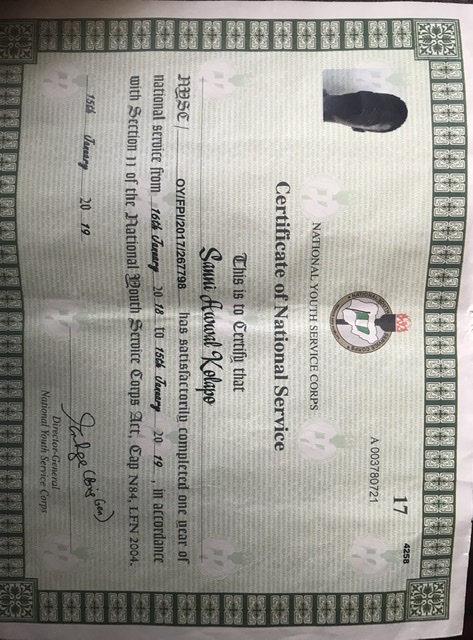 17
4258
A 003780721
NATIONAL YOUTH SERVICE CORPS
Certificate of National Service
This is to Certify that
Sanni Awwal Kolapo
NYSC/ OY/FPI/2017/267798 has satisfactorily completed one year of
national service from 16th January 20 18 to 15th January 20 19, in accordance
with Section 11 of the National Youth Service Corps Act, Cap N84, LFN 2004.
15th January 20 19
Director-General
National Youth Service Corps